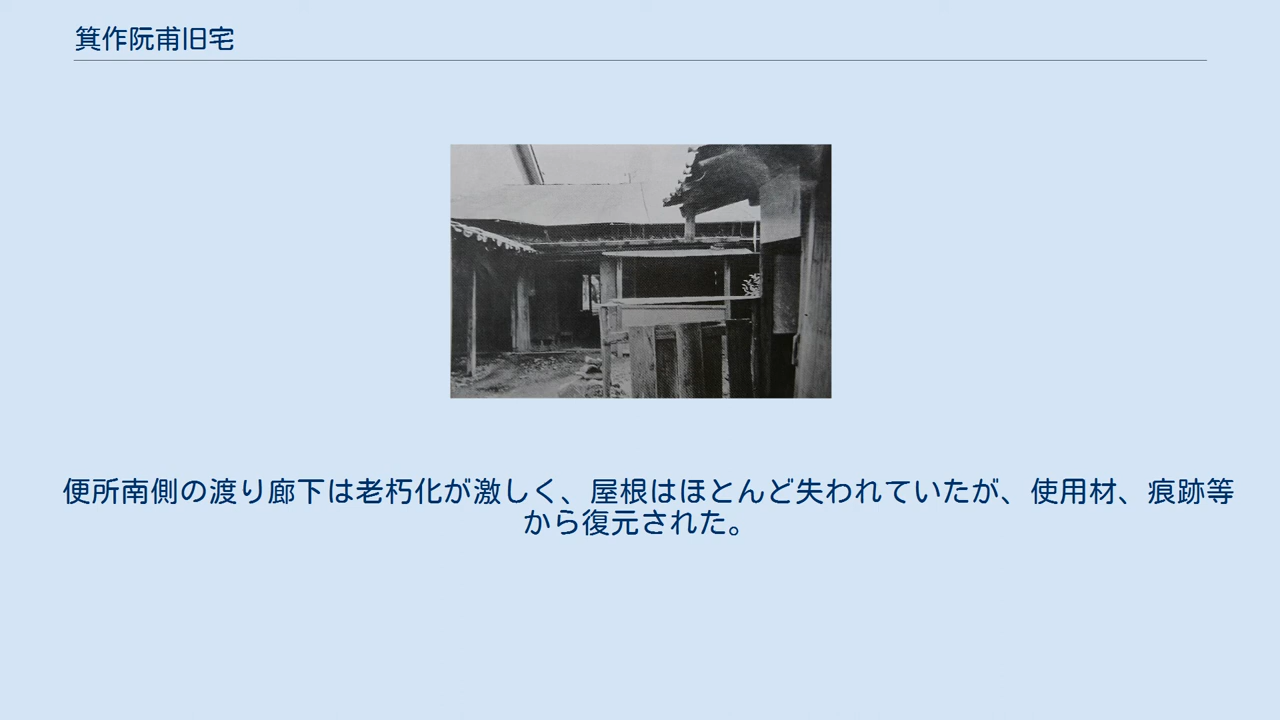 箕作阮甫旧宅
便所南側の渡り廊下は老朽化が激しく、屋根はほとんど失われていたが、使用材、痕跡等
から復元された。